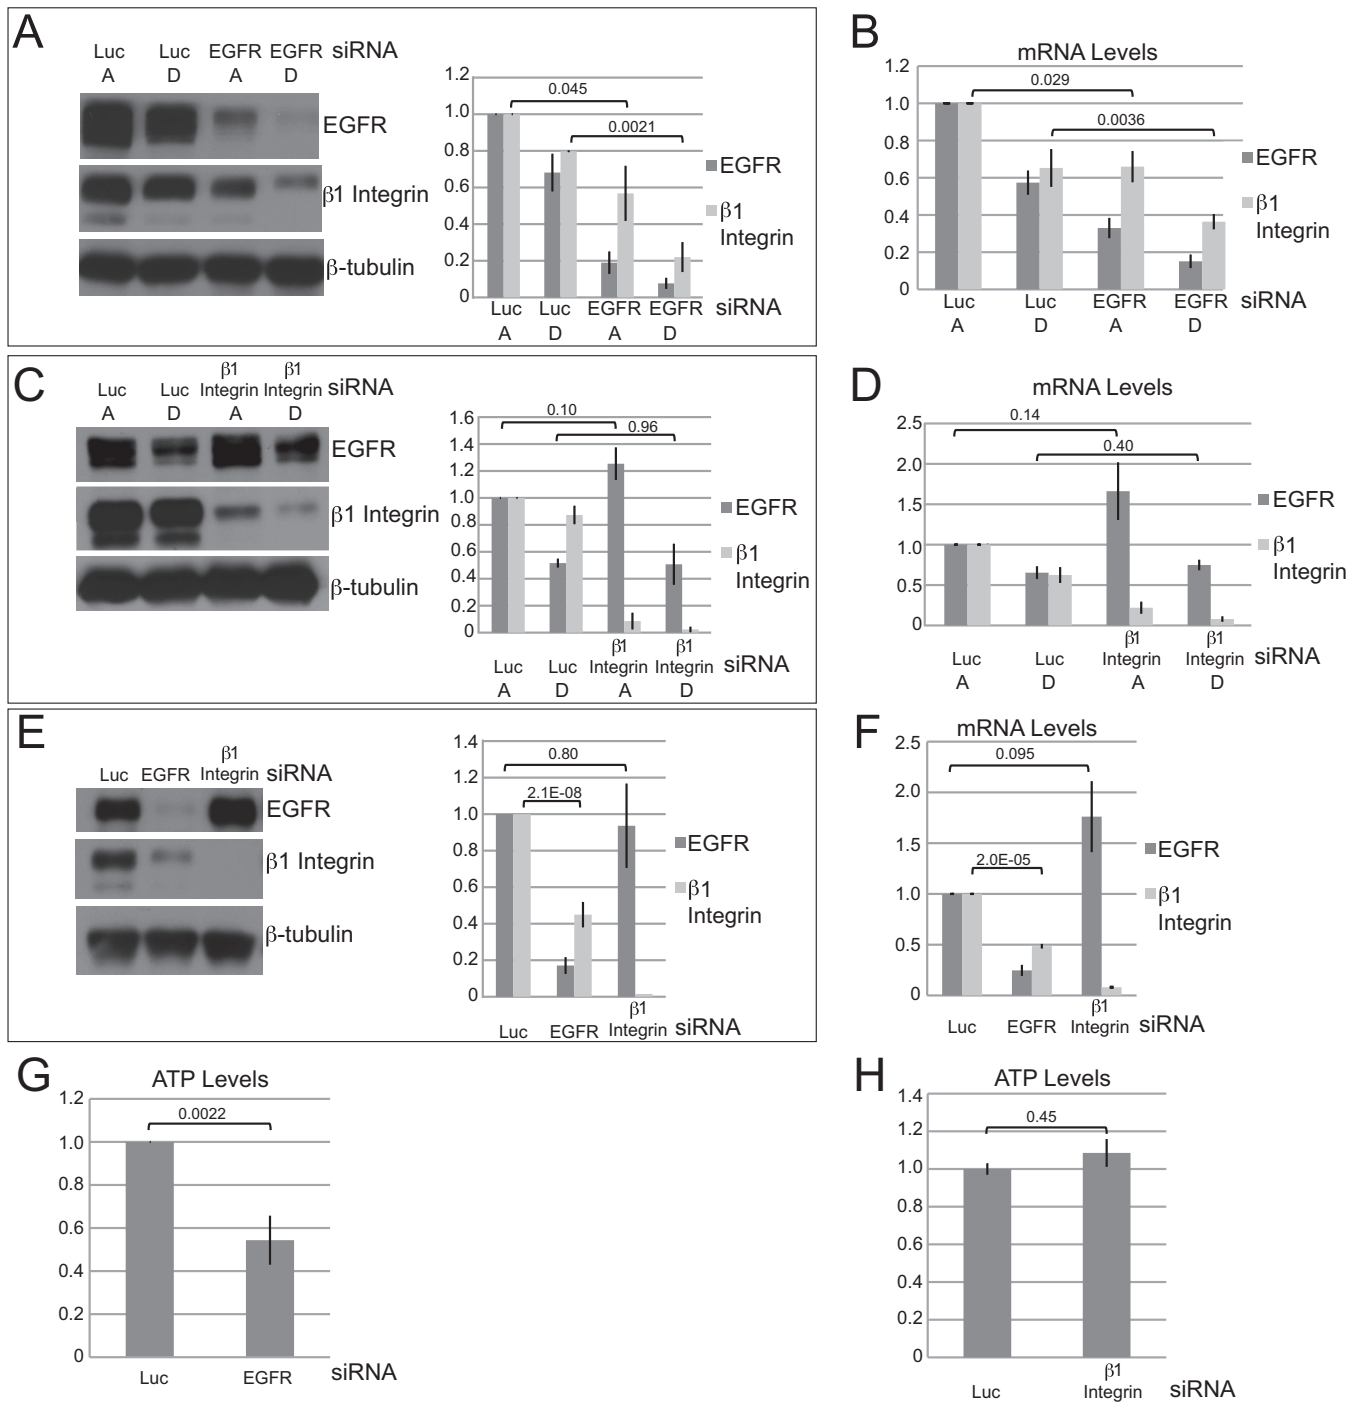 A
Luc Luc EGFR EGFR siRNA
A D A D
EGFR
β1 Integrin
β-tubulin
1.2
1.0
0.8
0.6
0.4
0.2
0
0.045
0.0021
EGFR
β1
Integrin
Luc Luc EGFR EGFR siRNA
A D A D
B
mRNA Levels
1.2
1.0
0.8
0.6
0.4
0.2
0
0.029
0.0036
EGFR
β1
Integrin
Luc Luc EGFR EGFR siRNA
A D A D
C
β1 β1
Luc Luc Integrin Integrin siRNA
A D A D
EGFR
β1 Integrin
β-tubulin
1.6
1.4
1.2
1.0
0.8
0.6
0.4
0.2
0
0.10
0.96
EGFR
β1
Integrin
β1 β1
Luc Luc Integrin Integrin siRNA
A D A D
D
mRNA Levels
2.5
2.0
1.5
1.0
0.5
0
0.14
0.40
EGFR
β1
Integrin
β1 β1
Luc Luc Integrin Integrin siRNA
A D A D
E
β1
Luc EGFR Integrin siRNA
EGFR
β1 Integrin
β-tubulin
1.4
1.2
1.0
0.8
0.6
0.4
0.2
0
0.80
2.1E-08
EGFR
β1
Integrin
β1
Luc EGFR Integrin siRNA
F
mRNA Levels
2.5
2.0
1.5
1.0
0.5
0
0.095
2.0E-05
EGFR
β1
Integrin
β1
Luc EGFR Integrin siRNA
G
ATP Levels
1.2
1.0
0.8
0.6
0.4
0.2
0
0.0022
Luc EGFR siRNA
H
ATP Levels
1.4
1.2
1.0
0.8
0.6
0.4
0.2
0
0.45
β1
Luc Integrin siRNA